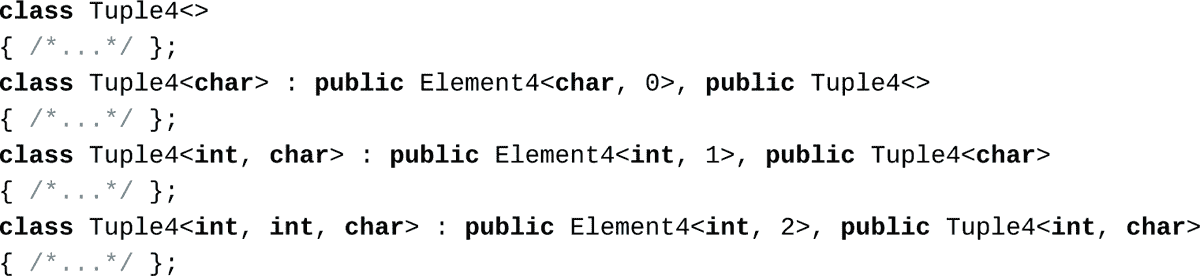 class Tuple4<>
{ /*...*/ };
class Tuple4<char> : public Element4<char, 0>, public Tuple4<>
{ /*...*/ };
class Tuple4<int, char> : public Element4<int, 1>, public Tuple4<char>
{ /*...*/ };
class Tuple4<int, int, char> : public Element4<int, 2>, public Tuple4<int, char>
{ /*...*/ };